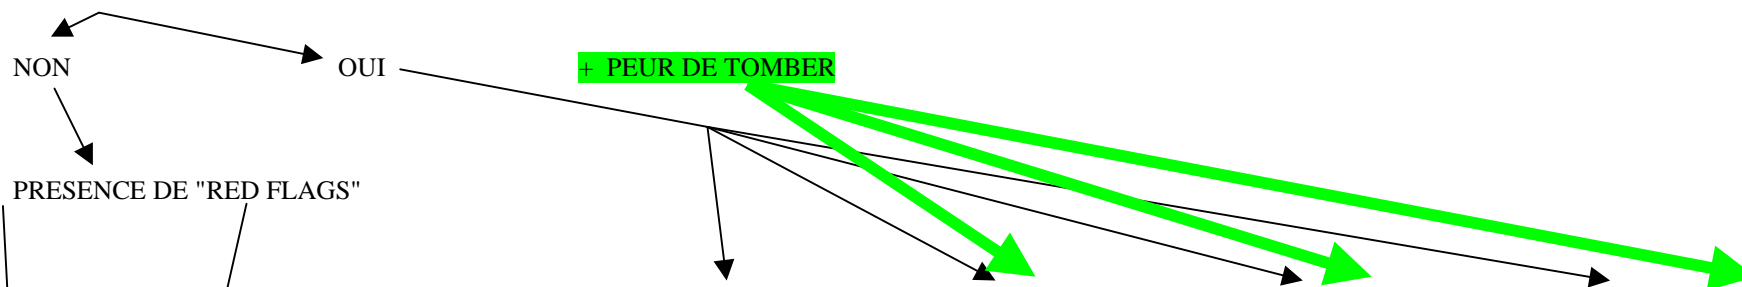 NON
OUI
+ PEUR DE TOMBER
PRESENCE DE "RED FLAGS"